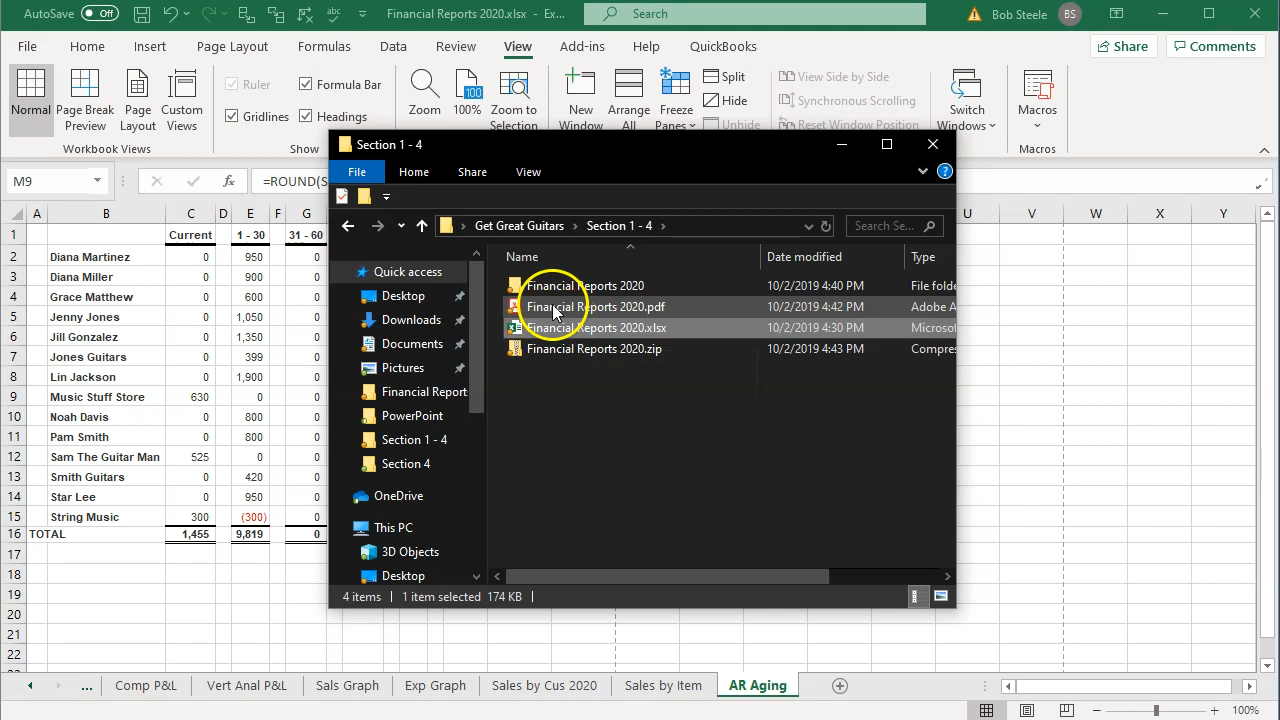 AutoSave Off Financial Reports 2020.xlsx - Ex... Search Bob Steele BS
File Home Insert Page Layout Formulas Data Review View Add-ins Help QuickBooks Share Comments
Normal
Page Break Preview
Page Layout
Custom Views
Workbook Views
Ruler
Formula Bar
Gridlines
Headings
Show
Zoom
100%
Zoom to Selection
New Window
Arrange All
Freeze Panes
Split
Hide
Unhide
View Side by Side
Synchronous Scrolling
Reset Window Position
Switch Windows
Macros
Macros
M9 fx =ROUND(S
A B C D E F G U V W X Y
1 Current 1 - 30 31 - 60
2 Diana Martinez 0 950 0
3 Diana Miller 0 900 0
4 Grace Matthew 0 600 0
5 Jenny Jones 0 1,050 0
6 Jill Gonzalez 0 1,350 0
7 Jones Guitars 0 399 0
8 Lin Jackson 0 1,900 0
9 Music Stuff Store 630 0 0
10 Noah Davis 0 800 0
11 Pam Smith 0 800 0
12 Sam The Guitar Man 525 0 0
13 Smith Guitars 0 420 0
14 Star Lee 0 950 0
15 String Music 300 (300) 0
16 TOTAL 1,455 9,819 0
17
18
19
20
21
22
Section 1 - 4
File Home Share View
Get Great Guitars Section 1 - 4 Search Se...
Name Date modified Type
Financial Reports 2020 10/2/2019 4:40 PM File folde
Financial Reports 2020.pdf 10/2/2019 4:42 PM Adobe A
Financial Reports 2020.xlsx 10/2/2019 4:30 PM Microsof
Financial Reports 2020.zip 10/2/2019 4:43 PM Compres
Quick access
Desktop
Downloads
Documents
Pictures
Financial Report
PowerPoint
Section 1 - 4
Section 4
OneDrive
This PC
3D Objects
Desktop
4 items 1 item selected 174 KB
... Comp P&L Vert Anal P&L Sals Graph Exp Graph Sales by Cus 2020 Sales by Item AR Aging
100%